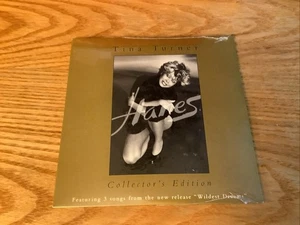 Tina Turner
Hanes
Collector's Edition
Featuring 3 songs from the new release "Wildest Dreams"